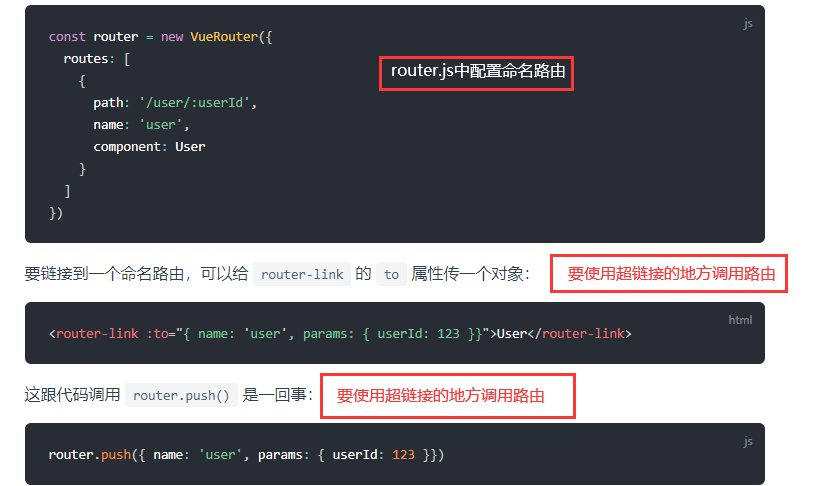 js
const router = new VueRouter({
routes: [
{
router.js中配置命名路由
path: '/user/:userId',
name: 'user',
component: User
}
]
})
要链接到一个命名路由，可以给 router-link 的 to 属性传一个对象： 要使用超链接的地方调用路由
html
<router-link :to="{ name: 'user', params: { userId: 123 }}">User</router-link>
这跟代码调用 router.push() 是一回事： 要使用超链接的地方调用路由
js
router.push({ name: 'user', params: { userId: 123 }})